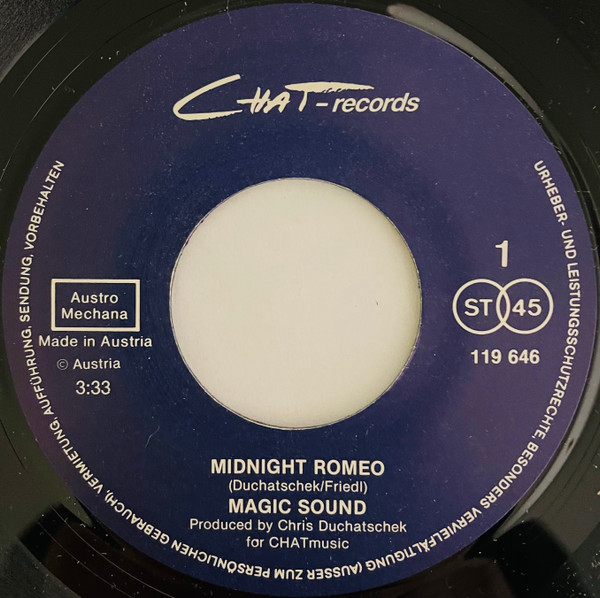 CHAT-records
URHEBER- UND LEISTUNGSSCHUTZRECHTE, BESONDERS VERVIELFÄLTIGUNG (AUSSER ZUM PERSÖNLICHEN GEBRAUCH), VERMIETUNG, AUFFÜHRUNG, SENDUNG, VORBEHALTEN
Austro
Mechana
Made in Austria
© Austria
3:33
1
ST 45
119 646
MIDNIGHT ROMEO
(Duchatschek/Friedl)
MAGIC SOUND
Produced by Chris Duchatschek
for CHATmusic